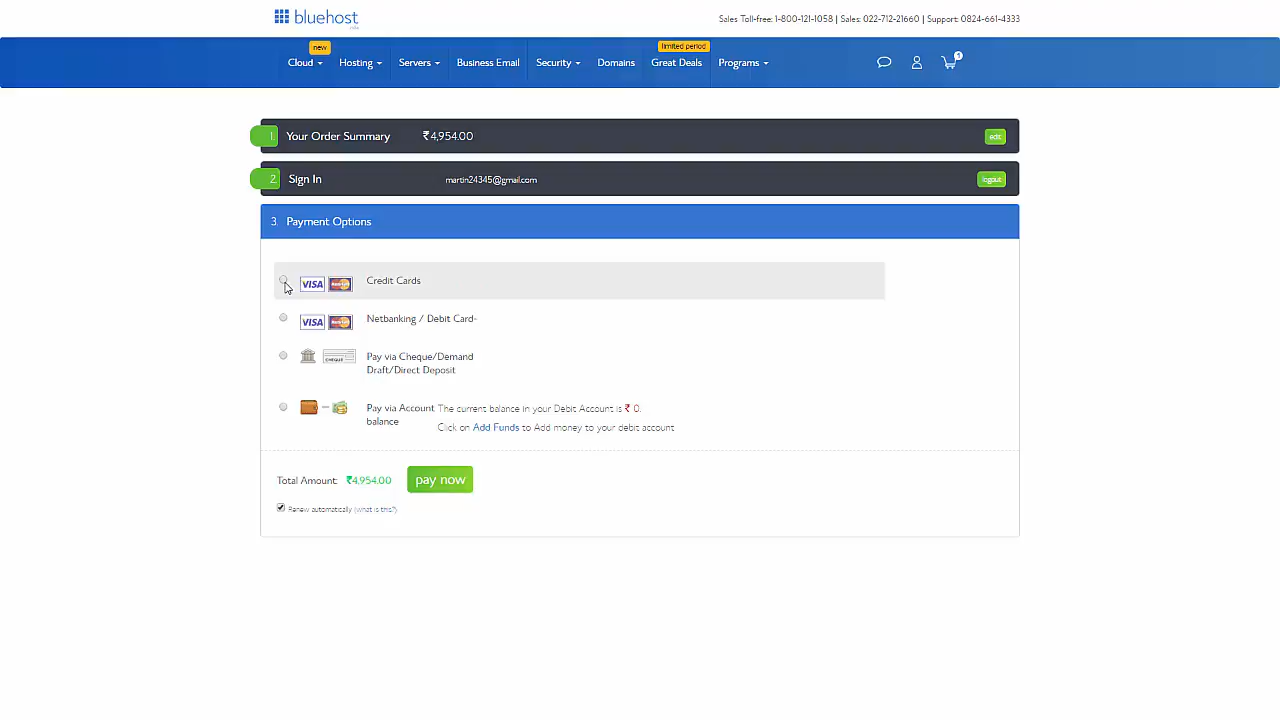 bluehost
india
Sales Toll-free: 1-800-121-1058 | Sales: 022-712-21660 | Support: 0824-661-4333
new
limited period
Cloud Hosting Servers Business Email Security Domains Great Deals Programs
1
1. Your Order Summary ₹4,954.00 edit
2. Sign In martin24345@gmail.com logout
3. Payment Options
VISA MasterCard Credit Cards
VISA MasterCard Netbanking / Debit Card-
CHEQUE Pay via Cheque/Demand
Draft/Direct Deposit
Pay via Account The current balance in your Debit Account is ₹ 0.
balance
Click on Add Funds to Add money to your debit account
Total Amount: ₹4,954.00 pay now
Renew automatically (what is this?)